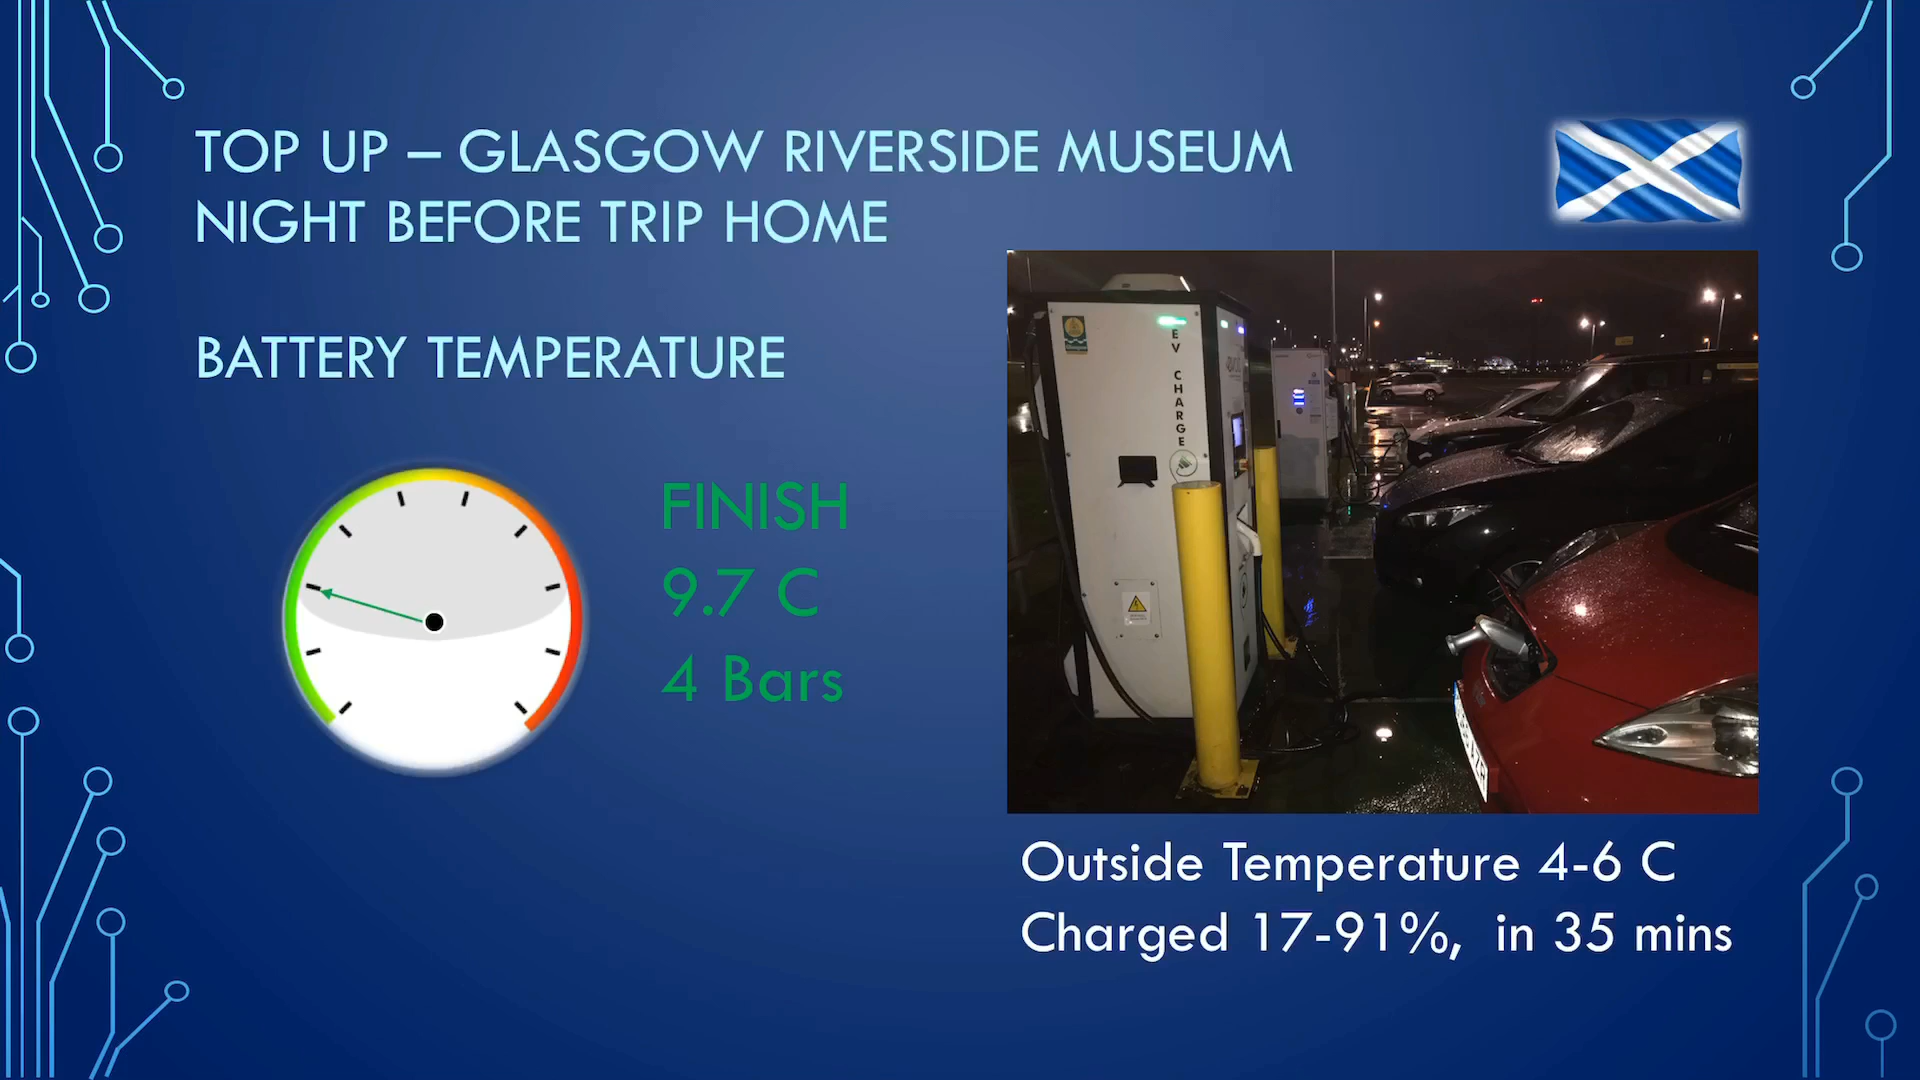 TOP UP – GLASGOW RIVERSIDE MUSEUM
NIGHT BEFORE TRIP HOME
BATTERY TEMPERATURE
FINISH
9.7 C
4 Bars
EV CHARGE
Outside Temperature 4-6 C
Charged 17-91%, in 35 mins